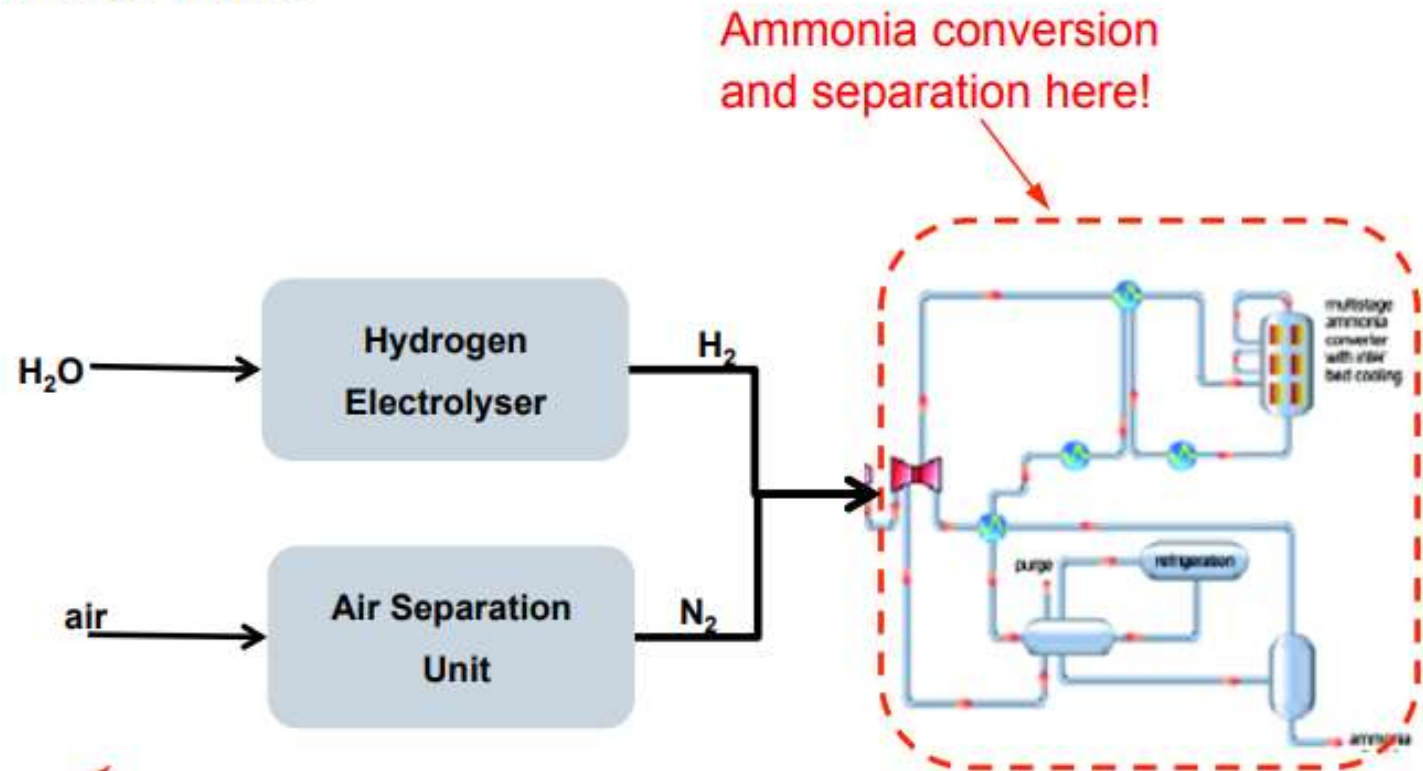 Ammonia conversion
and separation here!
H₂O
Hydrogen
Electrolyser
H₂
air
Air Separation
Unit
N₂
multistage
ammonia
converter
with inter
bed cooling
purge
refrigeration
ammonia